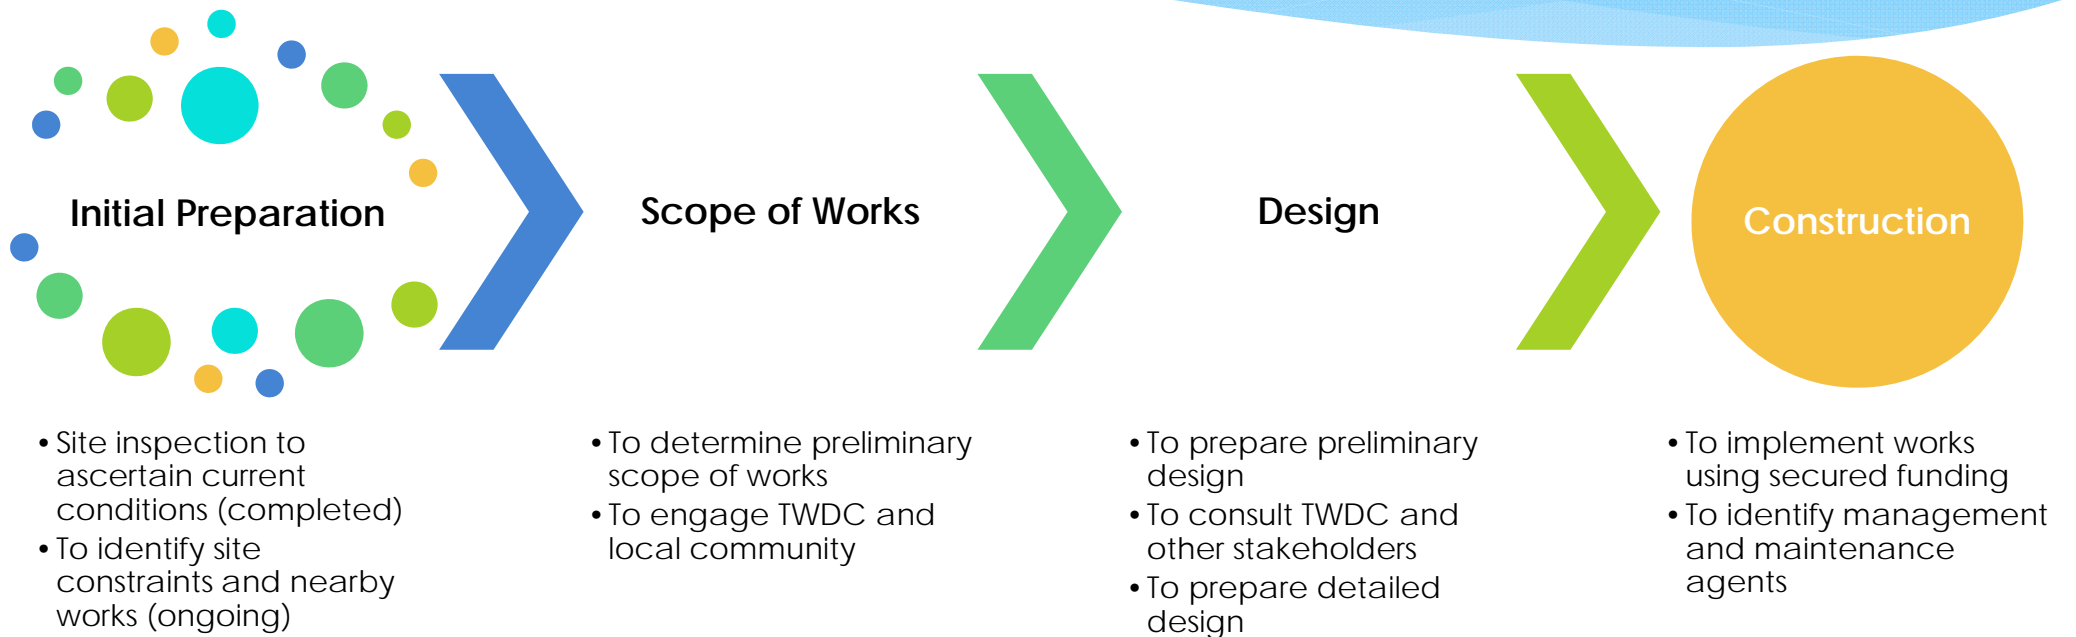 Initial Preparation
Scope of Works
Design
Construction
• Site inspection to
ascertain current
conditions (completed)
• To identify site
constraints and nearby
works (ongoing)
• To determine preliminary
scope of works
• To engage TWDC and
local community
• To prepare preliminary
design
• To consult TWDC and
other stakeholders
• To prepare detailed
design
• To implement works
using secured funding
• To identify management
and maintenance
agents